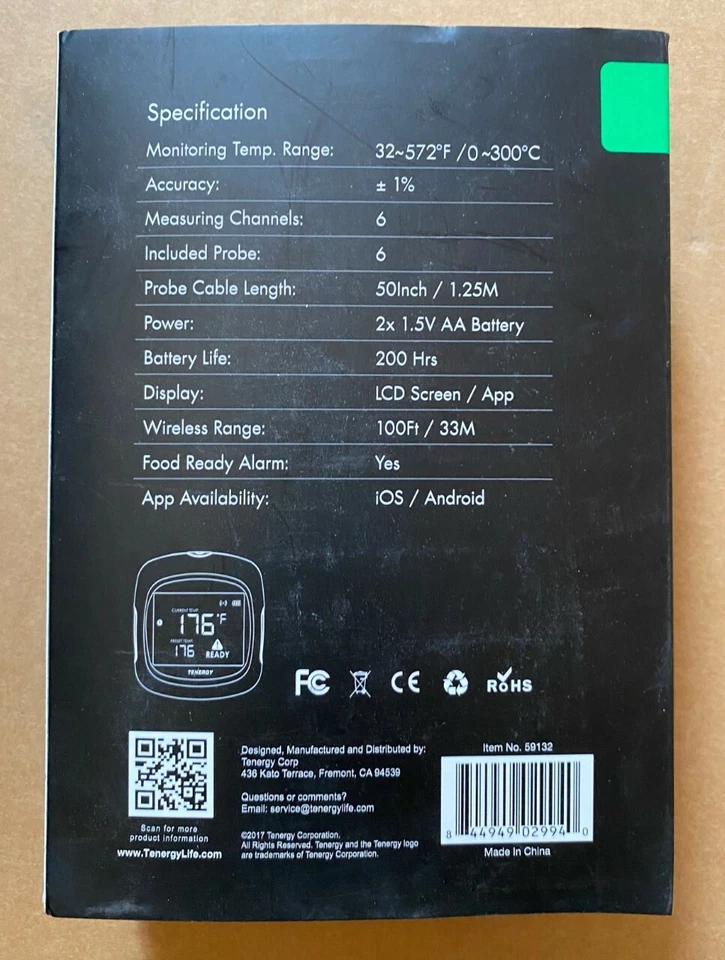 Specification
Monitoring Temp. Range: 32~572°F /0~300°C
Accuracy: ± 1%
Measuring Channels: 6
Included Probe: 6
Probe Cable Length: 50Inch / 1.25M
Power: 2x 1.5V AA Battery
Battery Life: 200 Hrs
Display: LCD Screen / App
Wireless Range: 100Ft / 33M
Food Ready Alarm: Yes
App Availability: iOS / Android
CURRENT TEMP
176°F
PRESET TEMP
176 READY
TENERGY
FC CE RoHS
Scan for more
product information
www.TenergyLife.com
Designed, Manufactured and Distributed by:
Tenergy Corp
436 Kato Terrace, Fremont, CA 94539
Questions or comments?
Email: service@tenergylife.com
©2017 Tenergy Corporation.
All Rights Reserved. Tenergy and the Tenergy logo
are trademarks of Tenergy Corporation.
Item No. 59132
8 44949 02994 0
Made In China